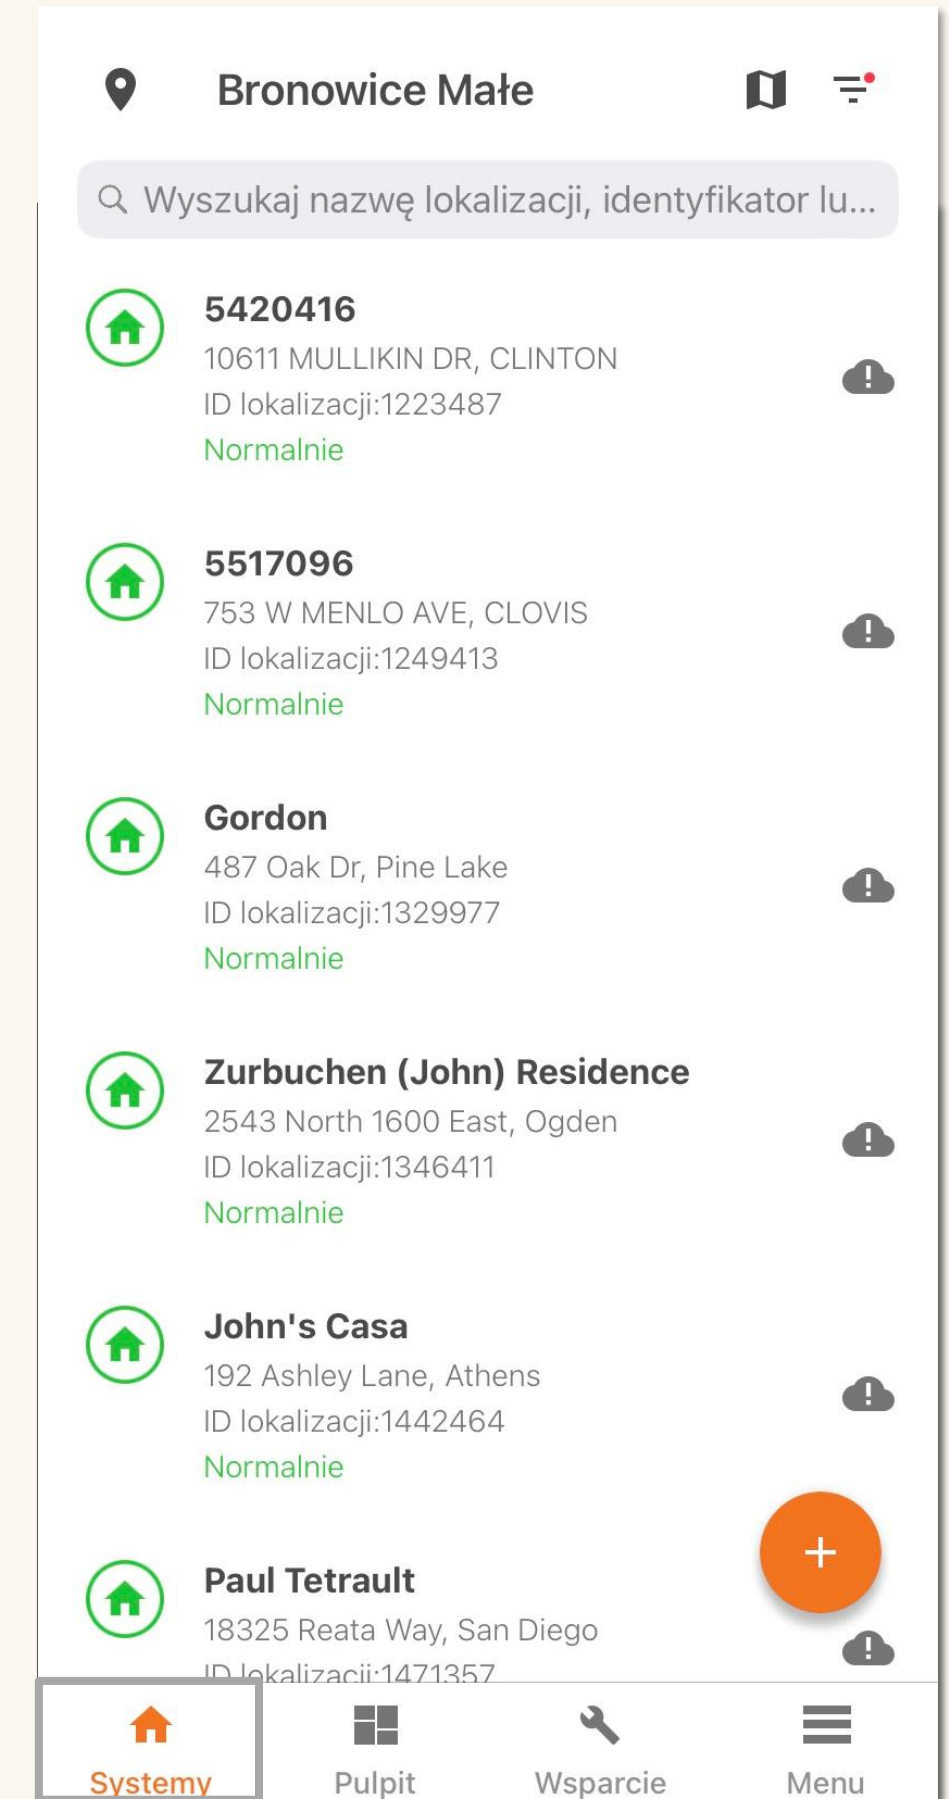 Bronowice Małe
Wyszukaj nazwę lokalizacji, identyfikator lu...
5420416
10611 MULLIKIN DR, CLINTON
ID lokalizacji:1223487
Normalnie
5517096
753 W MENLO AVE, CLOVIS
ID lokalizacji:1249413
Normalnie
Gordon
487 Oak Dr, Pine Lake
ID lokalizacji:1329977
Normalnie
Zurbuchen (John) Residence
2543 North 1600 East, Ogden
ID lokalizacji:1346411
Normalnie
John's Casa
192 Ashley Lane, Athens
ID lokalizacji:1442464
Normalnie
Paul Tetrault
18325 Reata Way, San Diego
ID lokalizacji:1471357
Systemy
Pulpit
Wsparcie
Menu